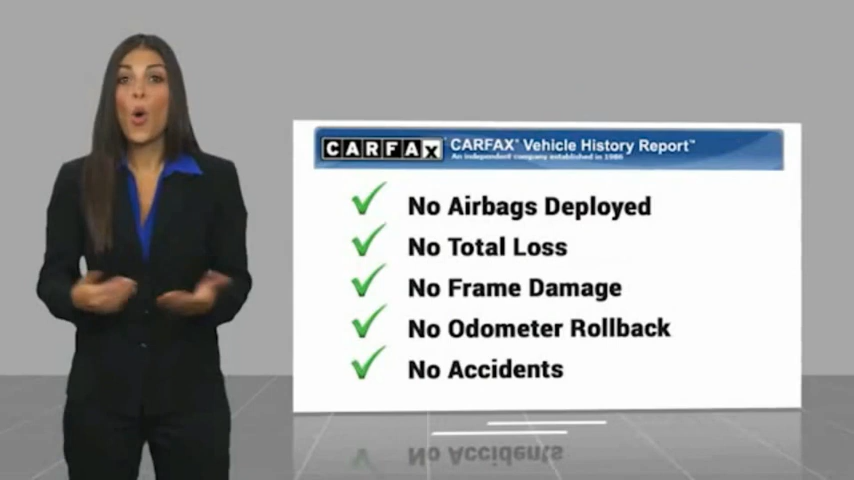 CARFAX CARFAX® Vehicle History Report™
An independent company established in 1986
No Airbags Deployed
No Total Loss
No Frame Damage
No Odometer Rollback
No Accidents
No Accidents